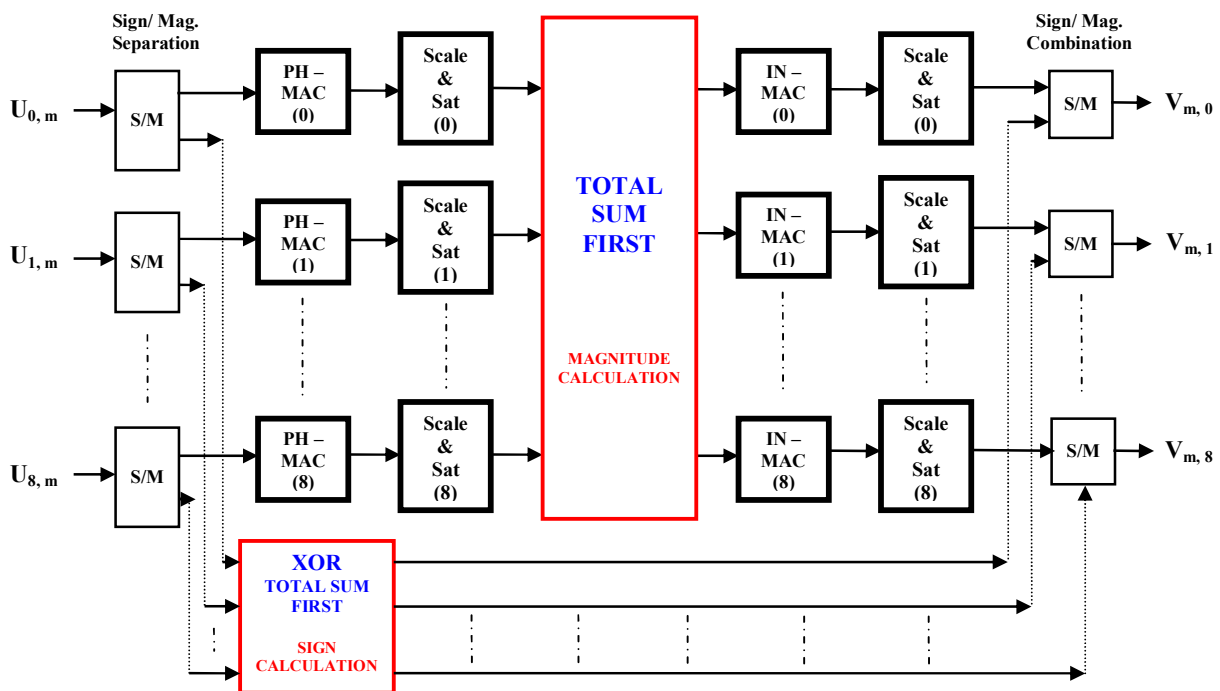 Sign/ Mag.
Separation
Sign/ Mag.
Combination
U0, m
S/M
PH –
MAC
(0)
Scale
&
Sat
(0)
TOTAL
SUM
FIRST
MAGNITUDE
CALCULATION
IN –
MAC
(0)
Scale
&
Sat
(0)
S/M
Vm, 0
U1, m
S/M
PH –
MAC
(1)
Scale
&
Sat
(1)
IN –
MAC
(1)
Scale
&
Sat
(1)
S/M
Vm, 1
U8, m
S/M
PH –
MAC
(8)
Scale
&
Sat
(8)
IN –
MAC
(8)
Scale
&
Sat
(8)
S/M
Vm, 8
XOR
TOTAL SUM
FIRST
SIGN
CALCULATION